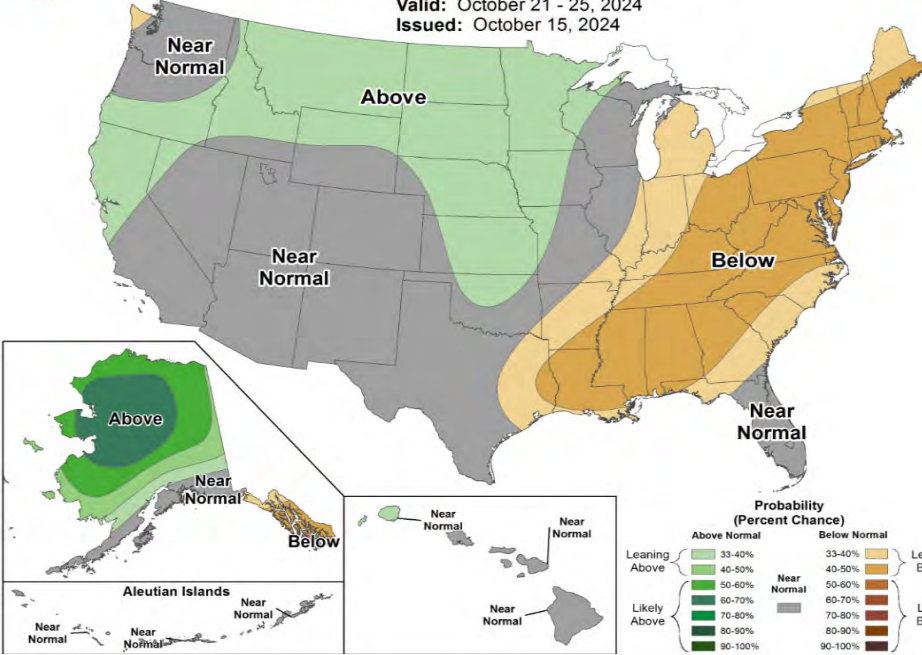 Valid: October 21 - 25, 2024
Issued: October 15, 2024
Near
Normal
Above
Near
Normal
Below
Near
Normal
Above
Near
Normal
Below
Aleutian Islands
Near
Normal
Near
Normal
Near
Normal
Near
Normal
Near
Normal
Near
Normal
Probability
(Percent Chance)
Above Normal
Below Normal
Leaning
Above
33-40%
40-50%
Likely
Above
50-60%
60-70%
70-80%
80-90%
90-100%
Near
Normal
33-40%
40-50%
50-60%
60-70%
70-80%
80-90%
90-100%